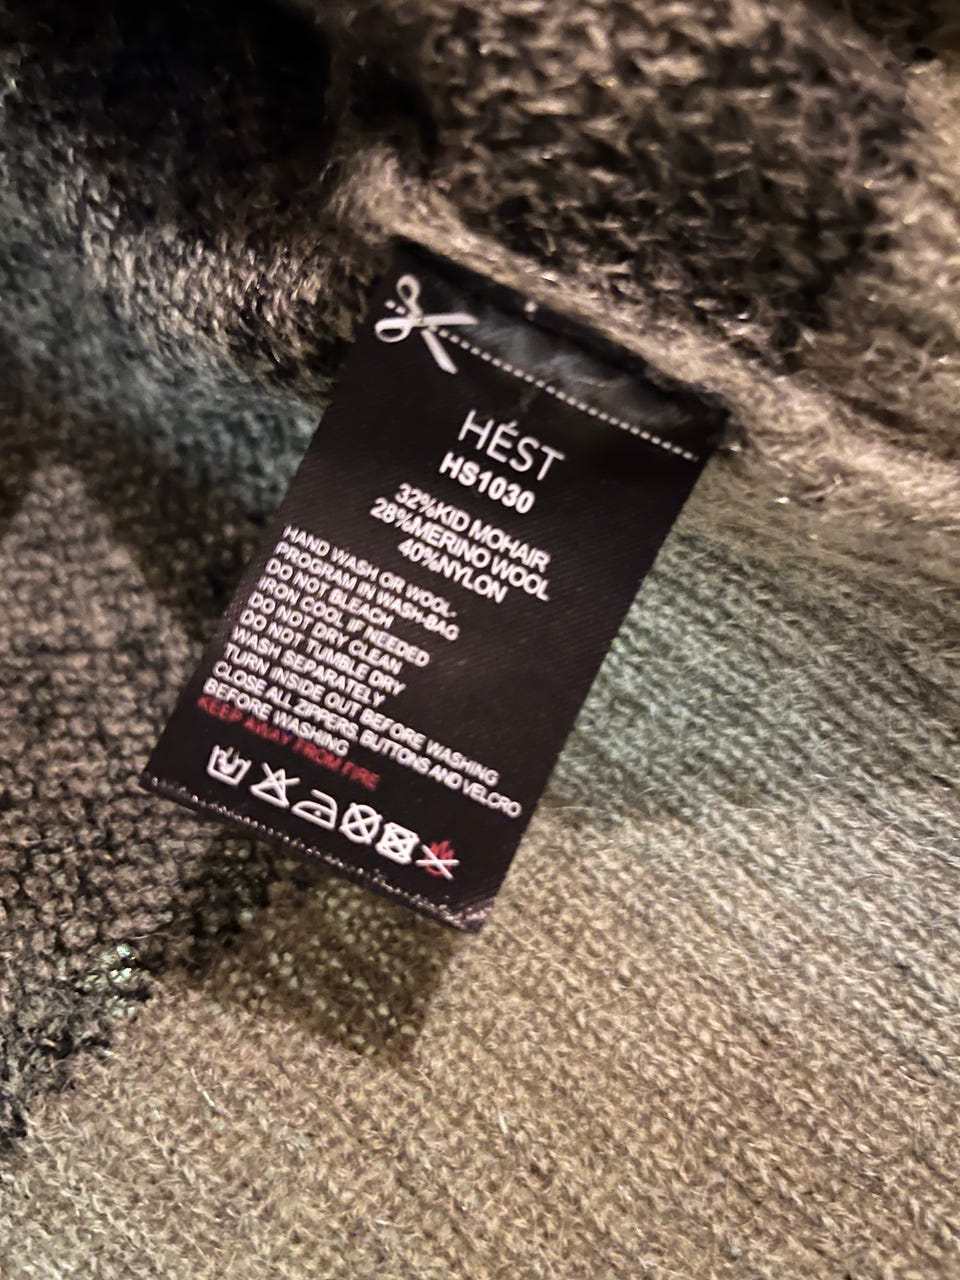 HÉST
HS1030
32%KID MOHAIR
28%MERINO WOOL
40%NYLON
HAND WASH OR WOOL-
PROGRAM IN WASH-BAG
DO NOT BLEACH
IRON COOL IF NEEDED
DO NOT DRY CLEAN
DO NOT TUMBLE DRY
WASH SEPARATELY
TURN INSIDE OUT BEFORE WASHING
CLOSE ALL ZIPPERS, BUTTONS AND VELCRO
BEFORE WASHING
KEEP AWAY FROM FIRE